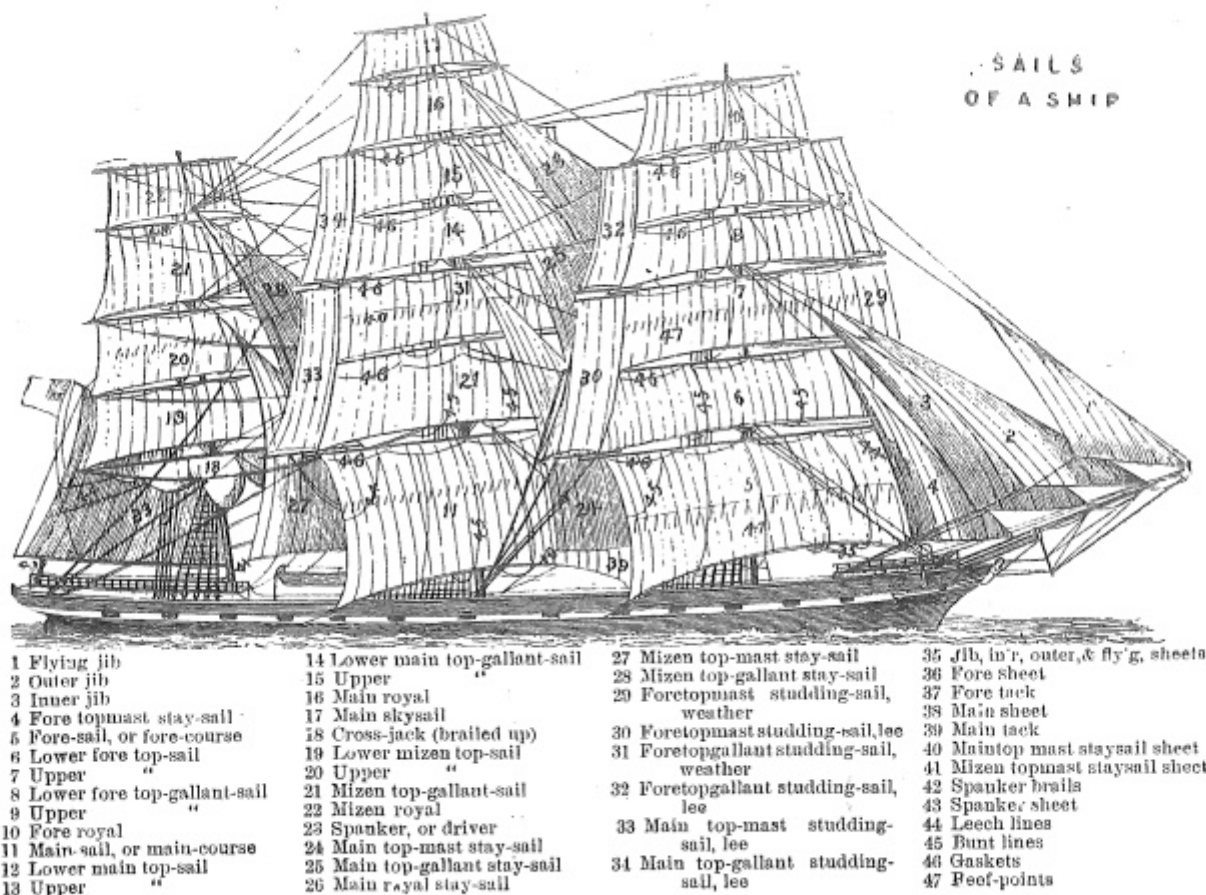 SAILS
OF A SHIP
1 Flying jib
2 Outer jib
3 Inner jib
4 Fore topmast stay-sail
5 Fore-sail, or fore-course
6 Lower fore top-sail
7 Upper "
8 Lower fore top-gallant-sail
9 Upper "
10 Fore royal
11 Main-sail, or main-course
12 Lower main top-sail
13 Upper "
14 Lower main top-gallant-sail
15 Upper "
16 Main royal
17 Main skysail
18 Cross-jack (brailed up)
19 Lower mizen top-sail
20 Upper "
21 Mizen top-gallant-sail
22 Mizen royal
23 Spanker, or driver
24 Main top-mast stay-sail
25 Main top-gallant stay-sail
26 Main royal stay-sail
27 Mizen top-mast stay-sail
28 Mizen top-gallant stay-sail
29 Foretopmast studding-sail,
weather
30 Foretopmast studding-sail, lee
31 Foretopgallant studding-sail,
weather
32 Foretopgallant studding-sail,
lee
33 Main top-mast studding-
sail, lee
34 Main top-gallant studding-
sail, lee
35 Jib, in'r, outer, & fly'g, sheets
36 Fore sheet
37 Fore tack
38 Main sheet
39 Main tack
40 Maintop mast staysail sheet
41 Mizen topmast staysail sheet
42 Spanker brails
43 Spanker sheet
44 Leech lines
45 Bunt lines
46 Gaskets
47 Reef-points